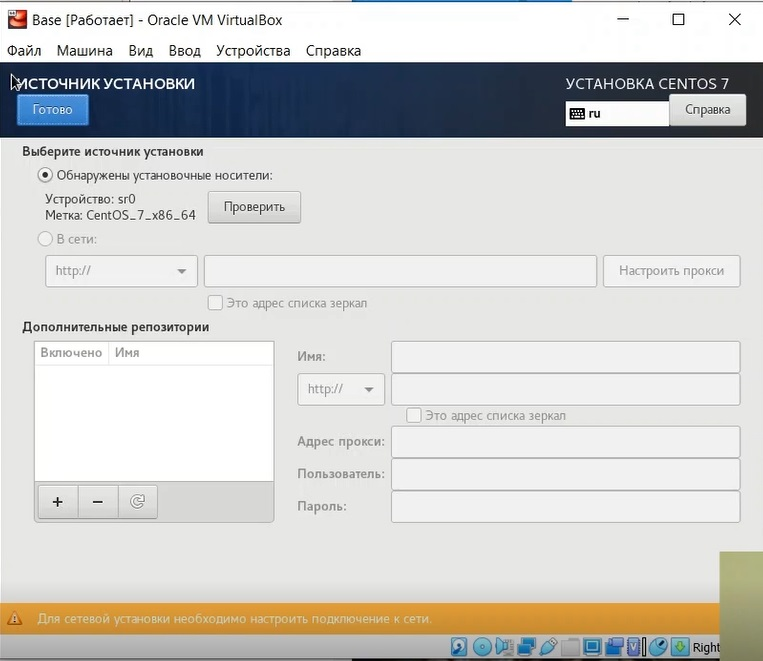 Base [Работает] - Oracle VM VirtualBox
Файл Машина Вид Ввод Устройства Справка
ИСТОЧНИК УСТАНОВКИ
УСТАНОВКА CENTOS 7
Готово
ru
Справка
Выберите источник установки
Обнаружены установочные носители:
Устройство: sr0
Метка: CentOS_7_x86_64
Проверить
В сети:
http://
Настроить прокси
Это адрес списка зеркал
Дополнительные репозитории
Включено Имя
Имя:
http://
Это адрес списка зеркал
Адрес прокси:
Пользователь:
Пароль:
+ −
Для сетевой установки необходимо настроить подключение к сети.
Right